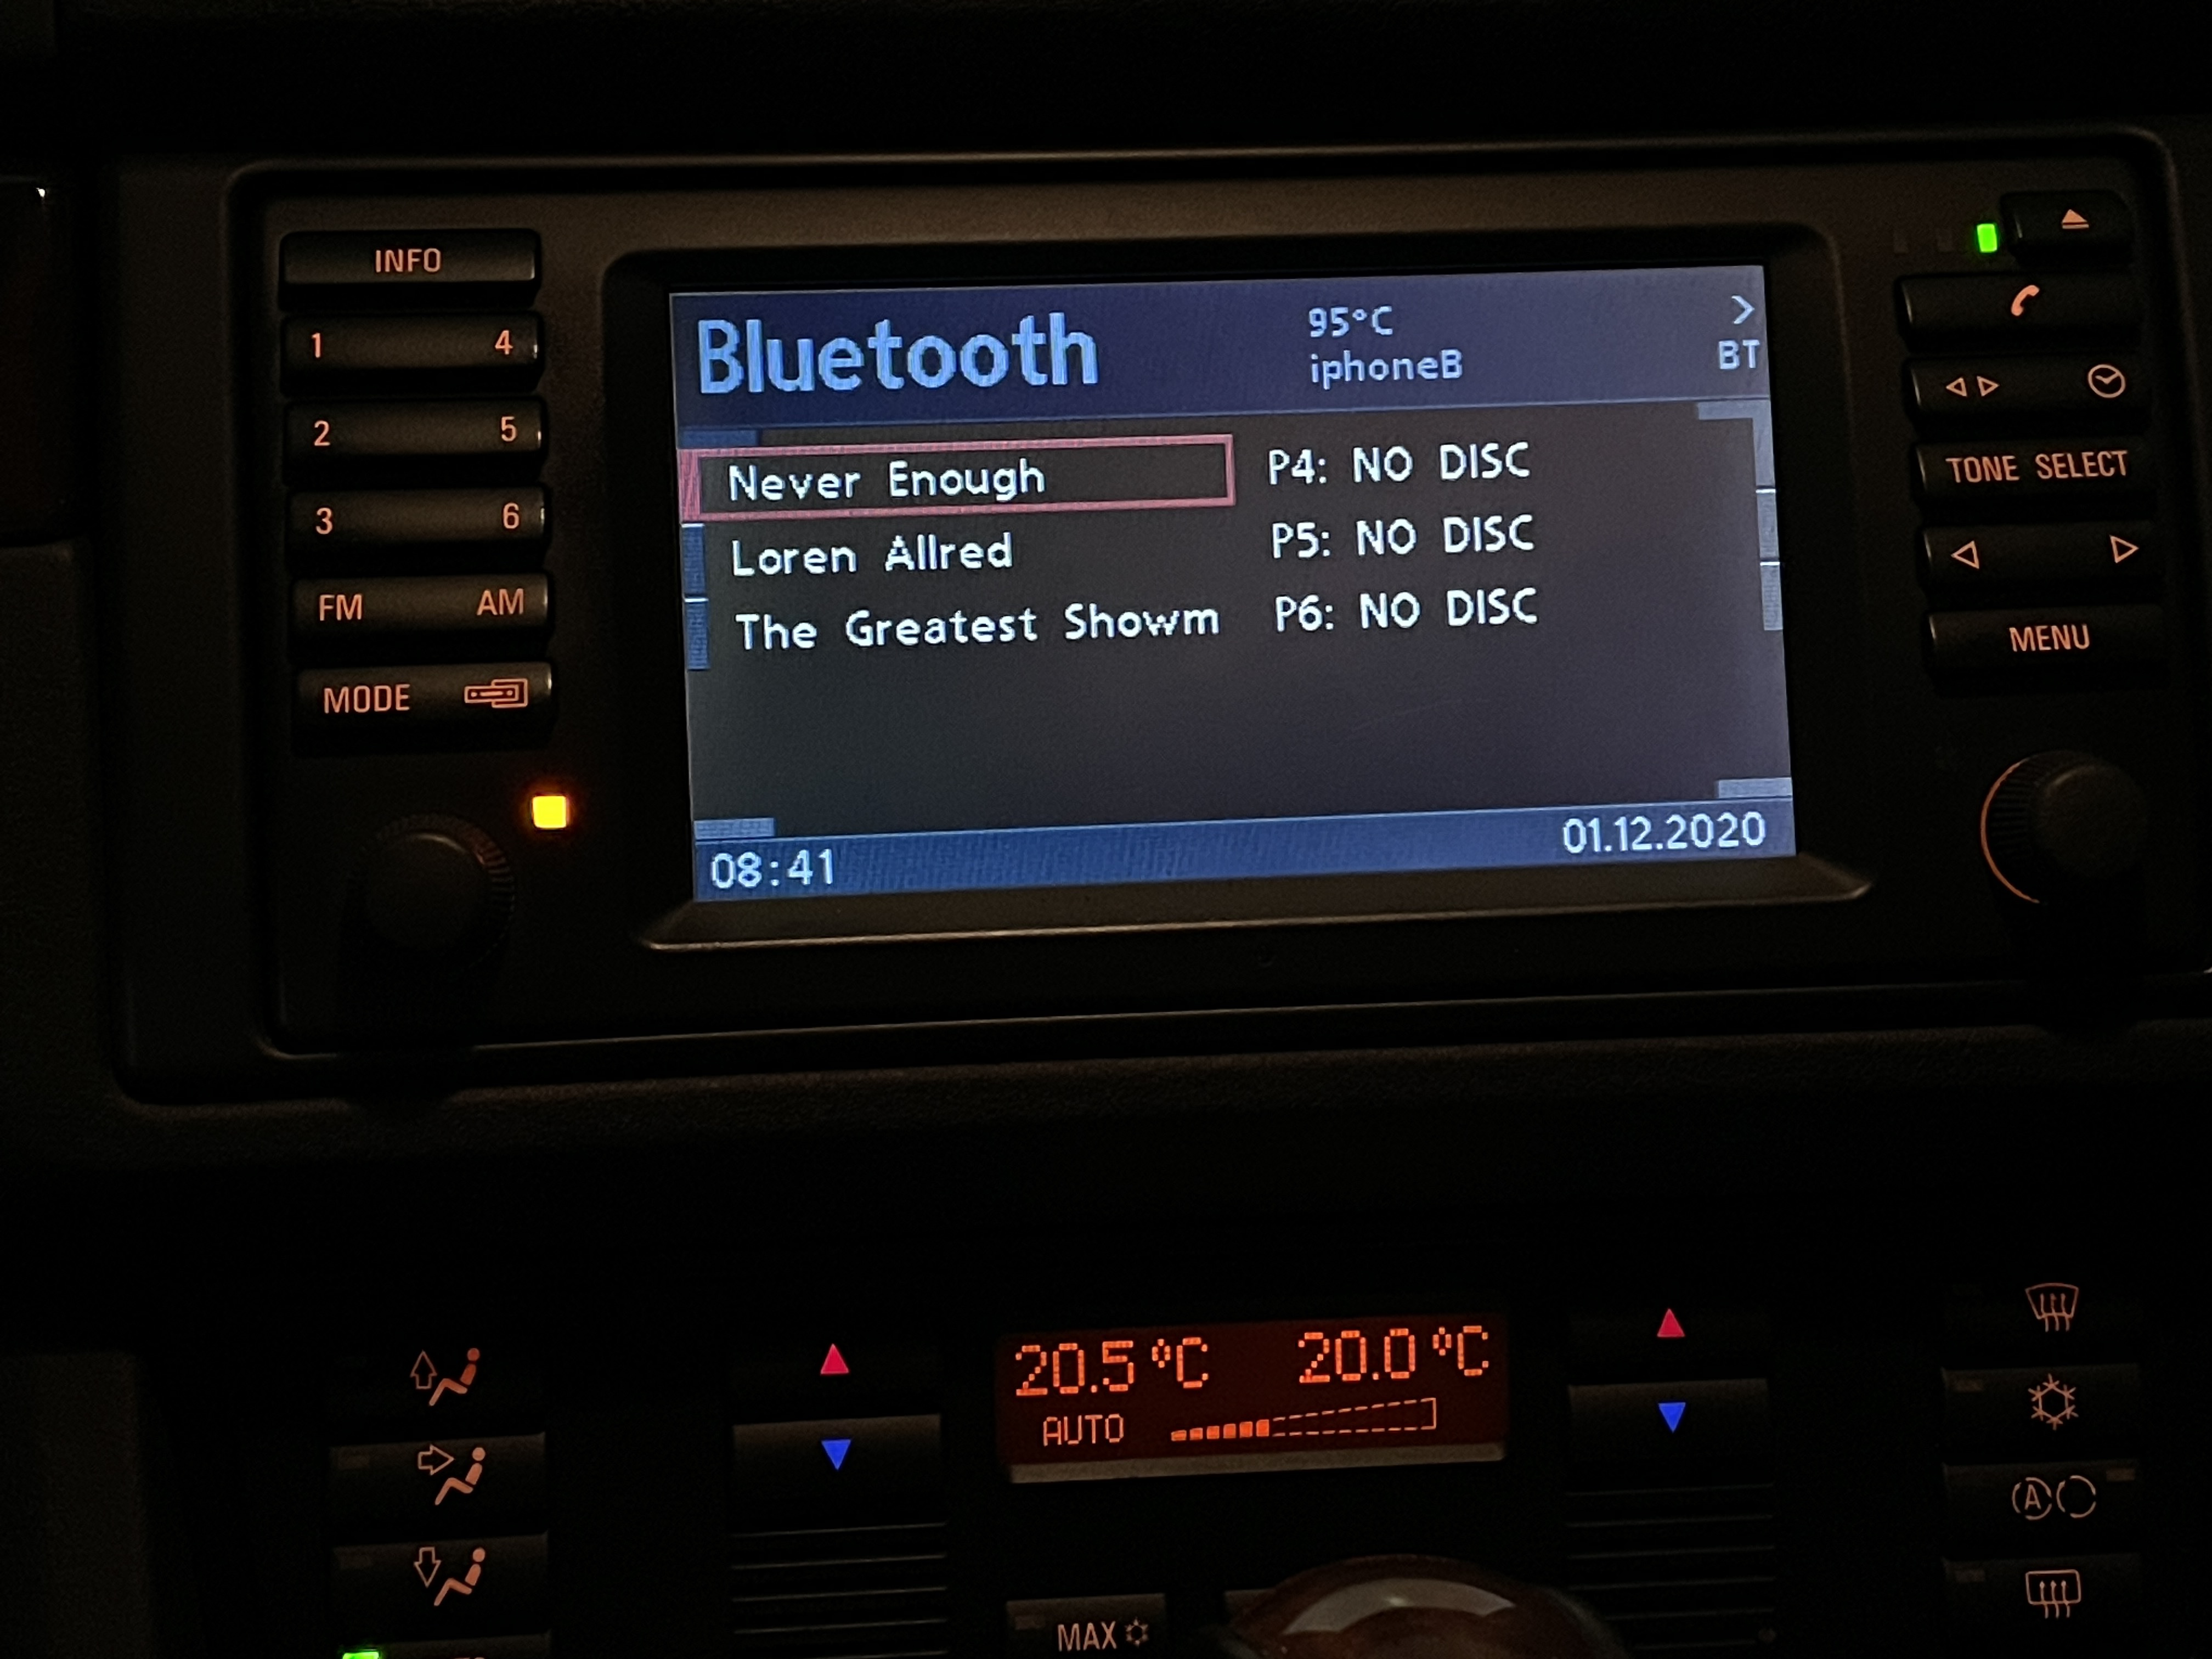 INFO
1 4
2 5
3 6
FM AM
MODE
Bluetooth
95°C
iphoneB
>
BT
Never Enough
Loren Allred
The Greatest Showm
P4: NO DISC
P5: NO DISC
P6: NO DISC
08:41
01.12.2020
TONE SELECT
MENU
20.5°C 20.0°C
AUTO
A
MAX